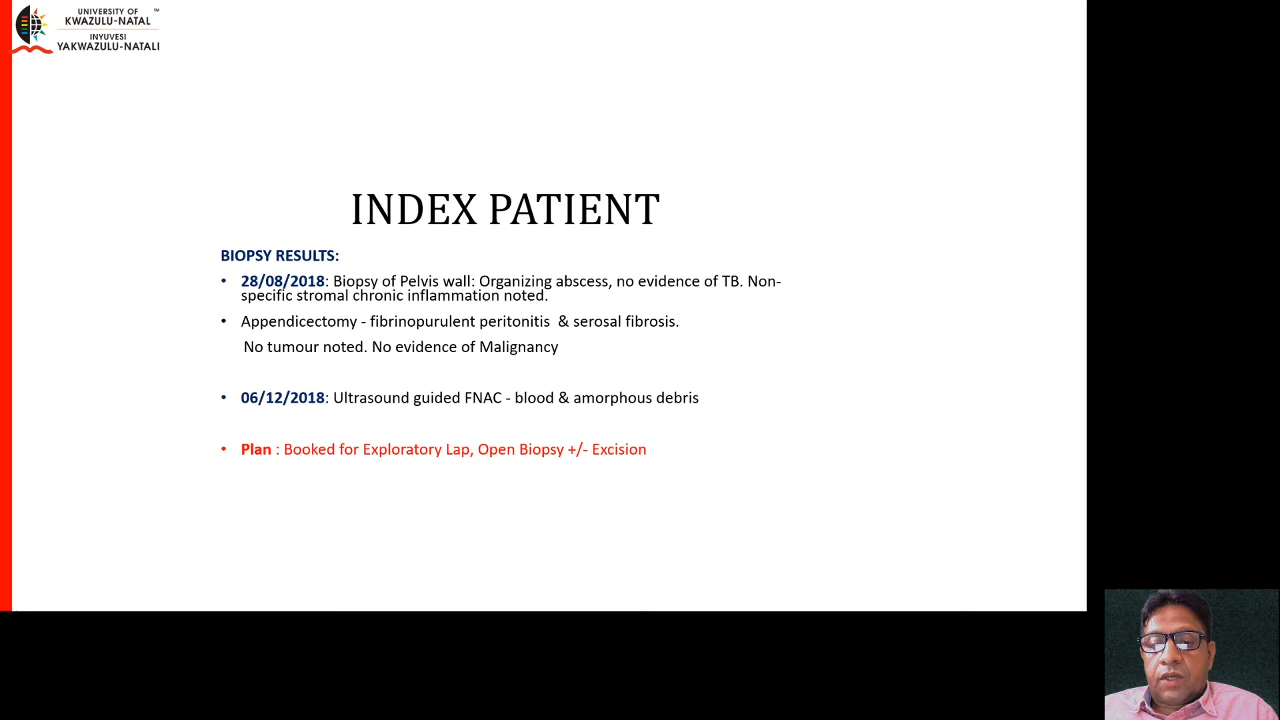 UNIVERSITY OF ™
KWAZULU-NATAL
INYUVESI
YAKWAZULU-NATALI
INDEX PATIENT
BIOPSY RESULTS:
• 28/08/2018: Biopsy of Pelvis wall: Organizing abscess, no evidence of TB. Non-
specific stromal chronic inflammation noted.
• Appendicectomy - fibrinopurulent peritonitis & serosal fibrosis.
No tumour noted. No evidence of Malignancy
• 06/12/2018: Ultrasound guided FNAC - blood & amorphous debris
• Plan : Booked for Exploratory Lap, Open Biopsy +/- Excision